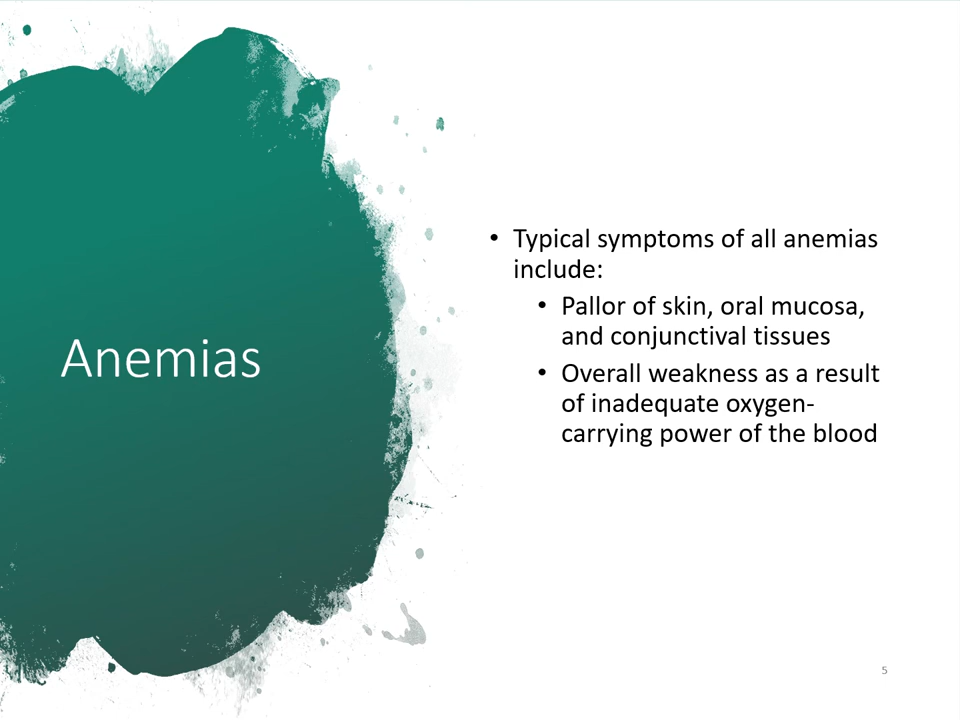 Anemias
• Typical symptoms of all anemias
include:
• Pallor of skin, oral mucosa,
and conjunctival tissues
• Overall weakness as a result
of inadequate oxygen-
carrying power of the blood
5